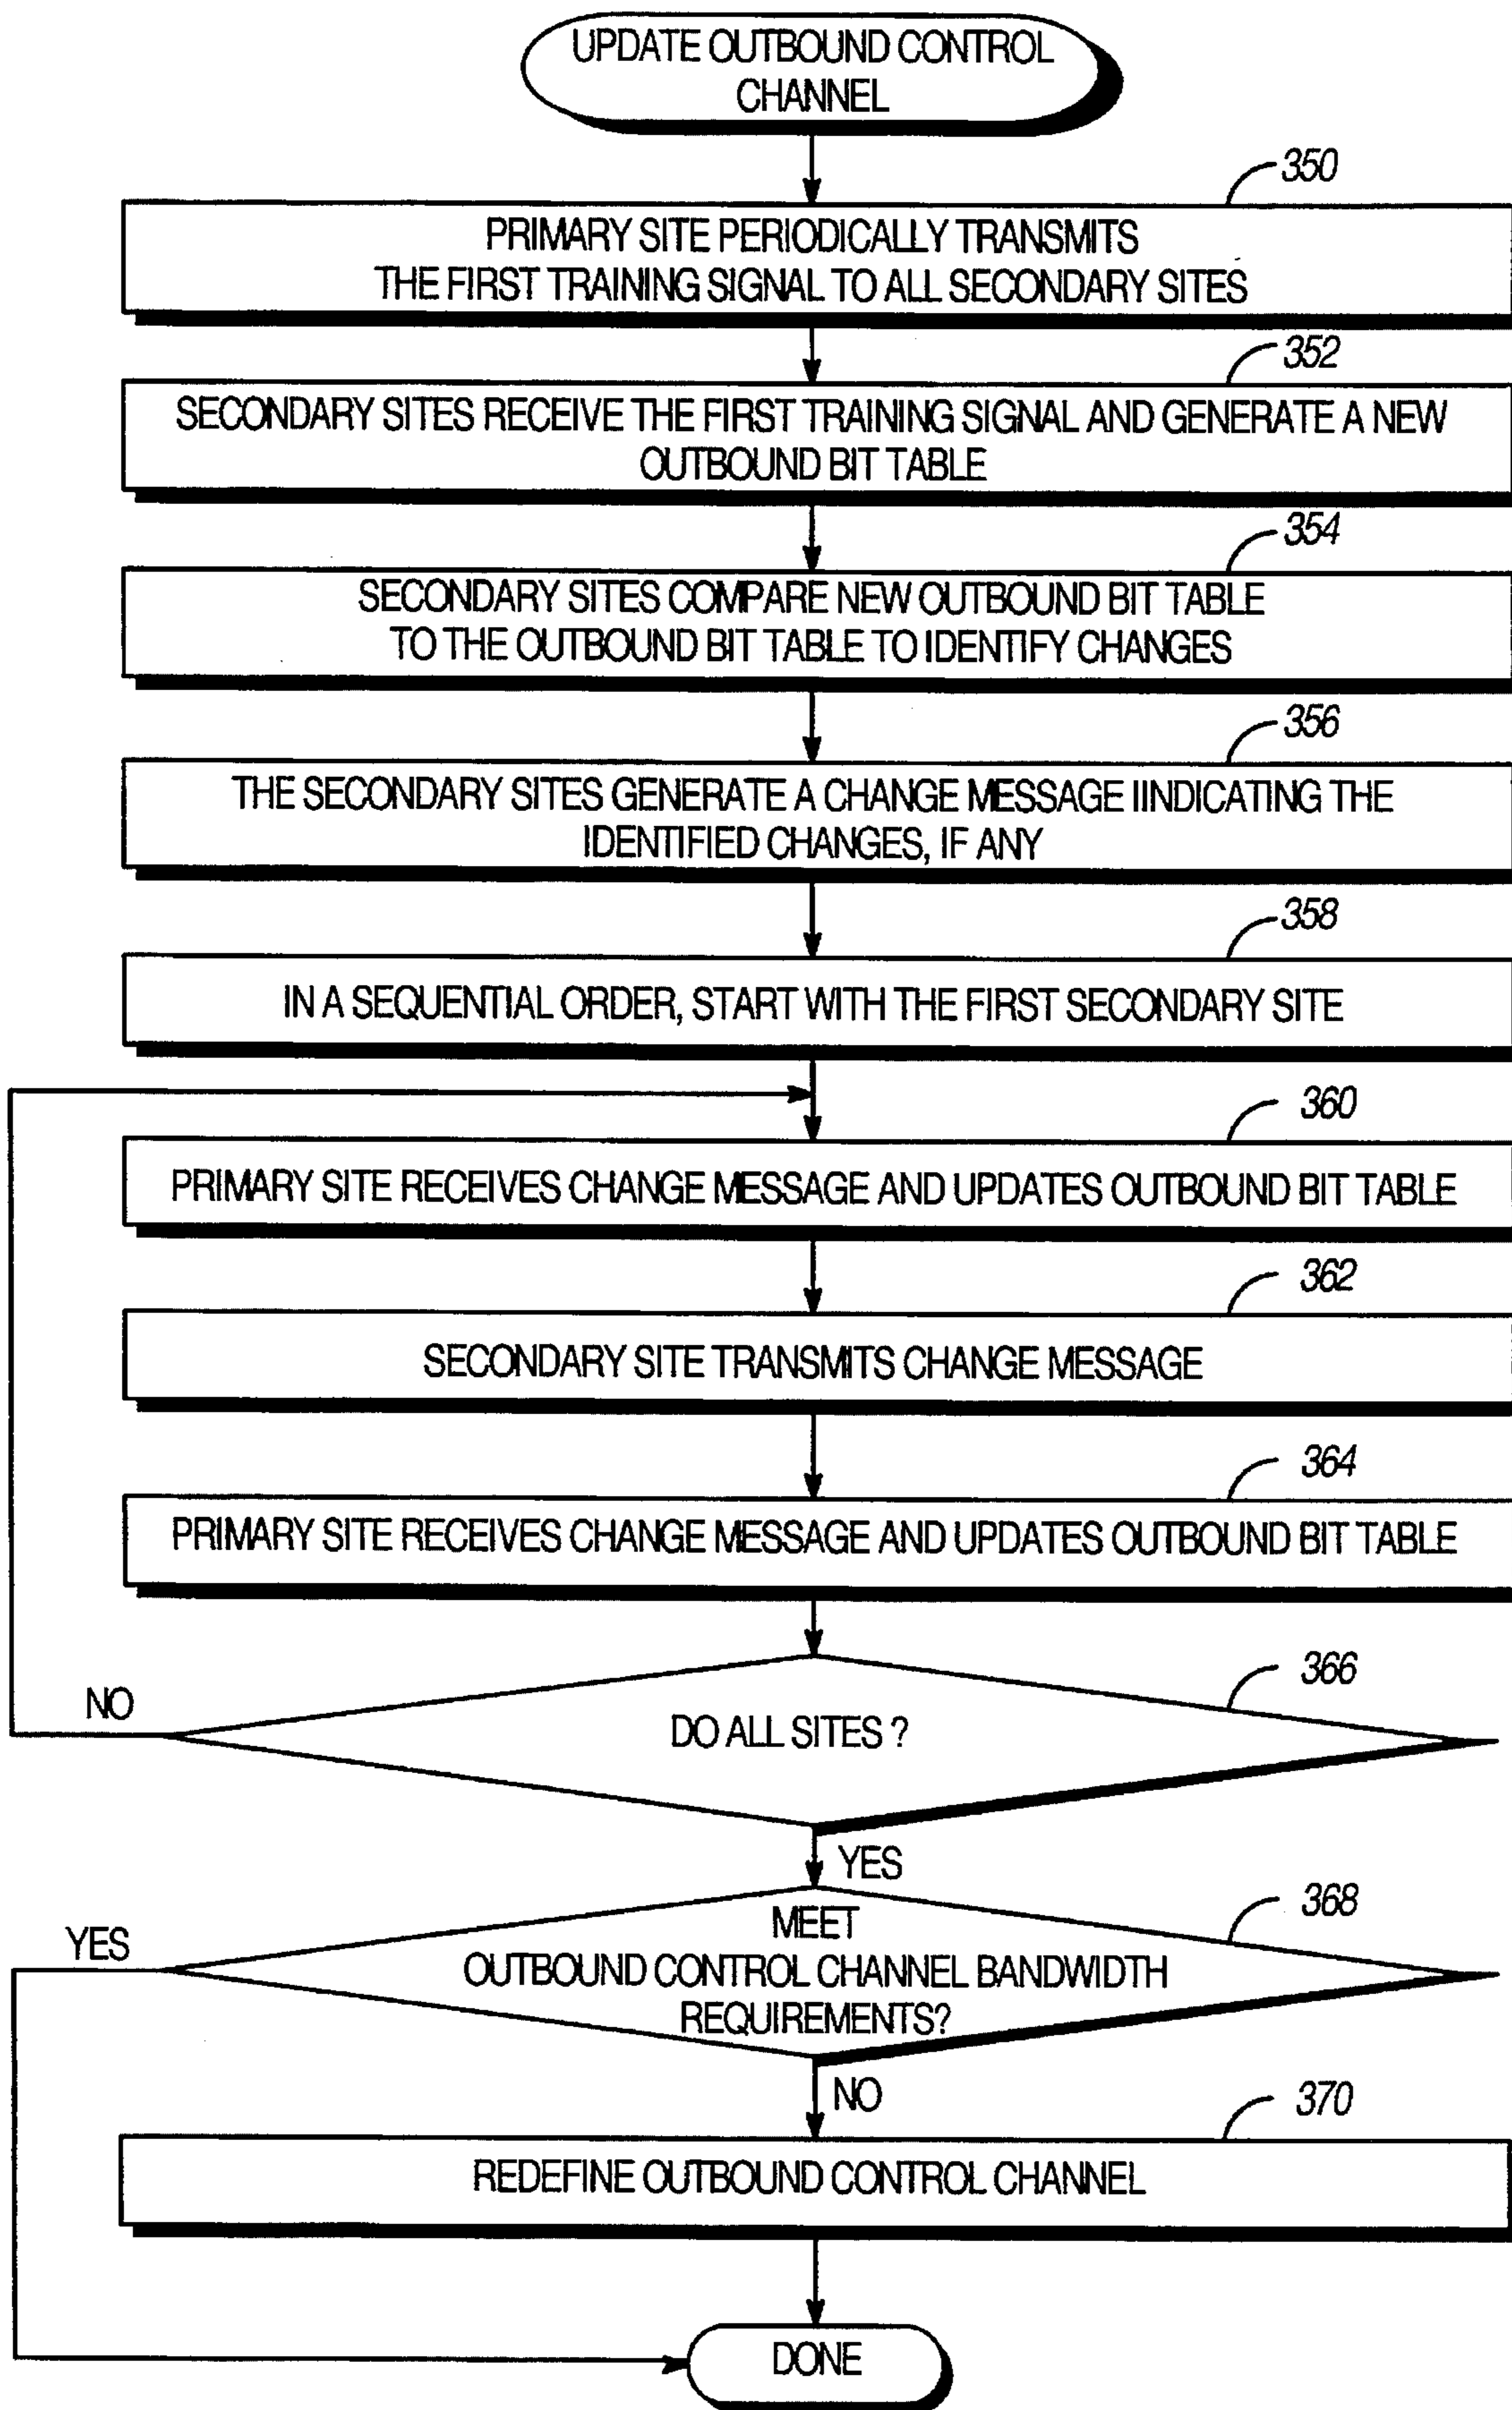 UPDATE OUTBOUND CONTROL
CHANNEL
350
PRIMARY SITE PERIODICALLY TRANSMITS
THE FIRST TRAINING SIGNAL TO ALL SECONDARY SITES
352
SECONDARY SITES RECEIVE THE FIRST TRAINING SIGNAL AND GENERATE A NEW
OUTBOUND BIT TABLE
354
SECONDARY SITES COMPARE NEW OUTBOUND BIT TABLE
TO THE OUTBOUND BIT TABLE TO IDENTIFY CHANGES
356
THE SECONDARY SITES GENERATE A CHANGE MESSAGE IINDICATING THE
IDENTIFIED CHANGES, IF ANY
358
IN A SEQUENTIAL ORDER, START WITH THE FIRST SECONDARY SITE
360
PRIMARY SITE RECEIVES CHANGE MESSAGE AND UPDATES OUTBOUND BIT TABLE
362
SECONDARY SITE TRANSMITS CHANGE MESSAGE
364
PRIMARY SITE RECEIVES CHANGE MESSAGE AND UPDATES OUTBOUND BIT TABLE
366
NO
DO ALL SITES ?
YES
368
YES
MEET
OUTBOUND CONTROL CHANNEL BANDWIDTH
REQUIREMENTS?
NO
370
REDEFINE OUTBOUND CONTROL CHANNEL
DONE